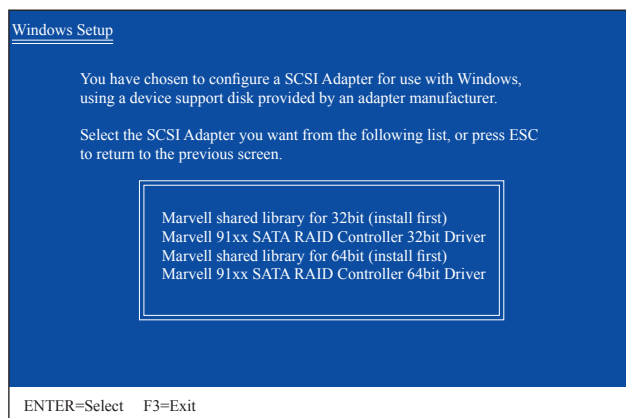 Windows Setup
You have chosen to configure a SCSI Adapter for use with Windows,
using a device support disk provided by an adapter manufacturer.
Select the SCSI Adapter you want from the following list, or press ESC
to return to the previous screen.
Marvell shared library for 32bit (install first)
Marvell 91xx SATA RAID Controller 32bit Driver
Marvell shared library for 64bit (install first)
Marvell 91xx SATA RAID Controller 64bit Driver
ENTER=Select F3=Exit